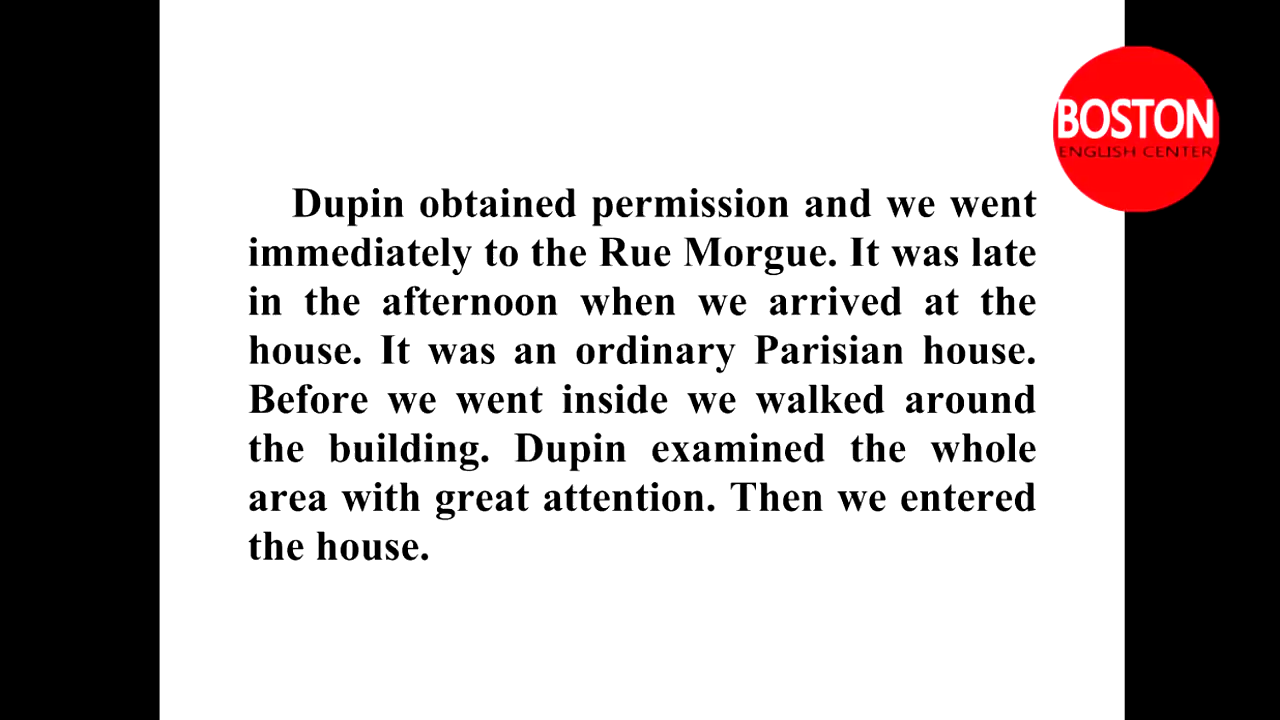 BOSTON
ENGLISH CENTER
Dupin obtained permission and we went
immediately to the Rue Morgue. It was late
in the afternoon when we arrived at the
house. It was an ordinary Parisian house.
Before we went inside we walked around
the building. Dupin examined the whole
area with great attention. Then we entered
the house.